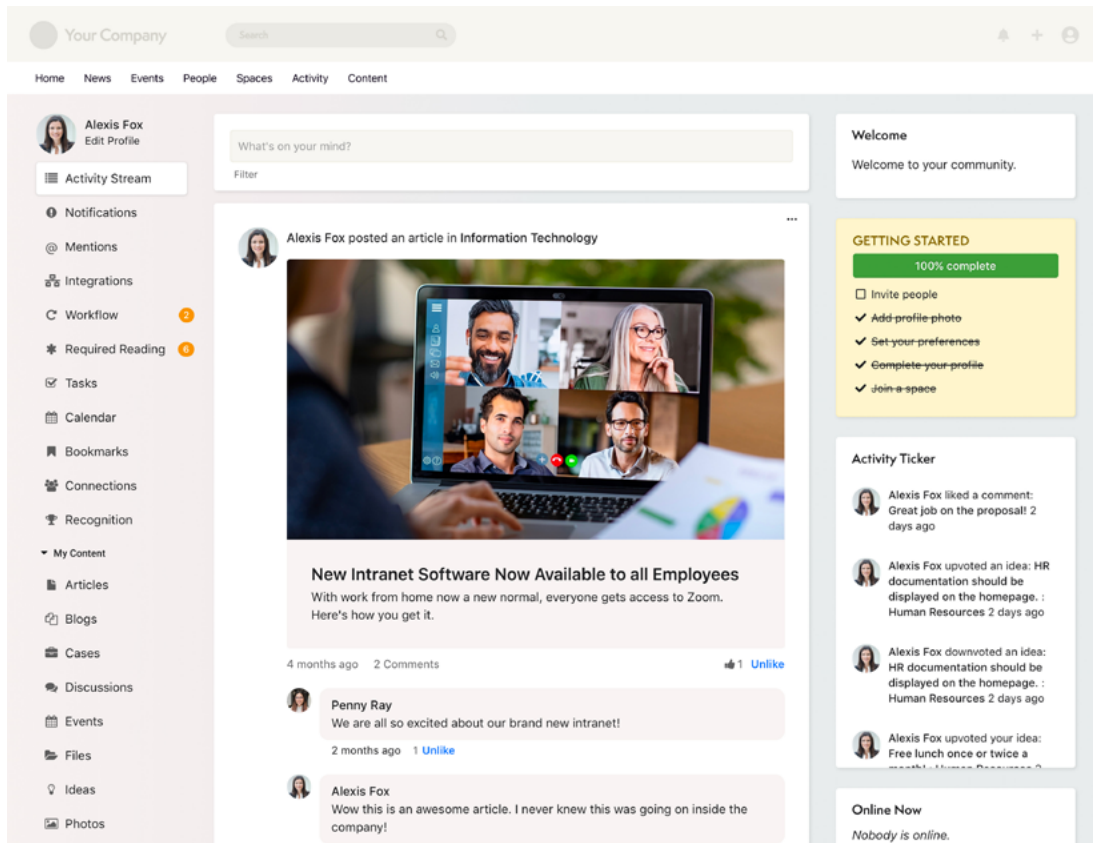 Your Company
Search
Home News Events People Spaces Activity Content
Alexis Fox
Edit Profile
Activity Stream
Notifications
Mentions
Integrations
Workflow 2
Required Reading 6
Tasks
Calendar
Bookmarks
Connections
Recognition
My Content
Articles
Blogs
Cases
Discussions
Events
Files
Ideas
Photos
What's on your mind?
Filter
Alexis Fox posted an article in Information Technology
New Intranet Software Now Available to all Employees
With work from home now a new normal, everyone gets access to Zoom.
Here's how you get it.
4 months ago 2 Comments 1 Unlike
Penny Ray
We are all so excited about our brand new intranet!
2 months ago 1 Unlike
Alexis Fox
Wow this is an awesome article. I never knew this was going on inside the
company!
Welcome
Welcome to your community.
GETTING STARTED
100% complete
Invite people
Add profile photo
Set your preferences
Complete your profile
Join a space
Activity Ticker
Alexis Fox liked a comment:
Great job on the proposal! 2
days ago
Alexis Fox upvoted an idea: HR
documentation should be
displayed on the homepage. :
Human Resources 2 days ago
Alexis Fox downvoted an idea:
HR documentation should be
displayed on the homepage. :
Human Resources 2 days ago
Alexis Fox upvoted your idea:
Free lunch once or twice a
month! : Human Resources 2
Online Now
Nobody is online.